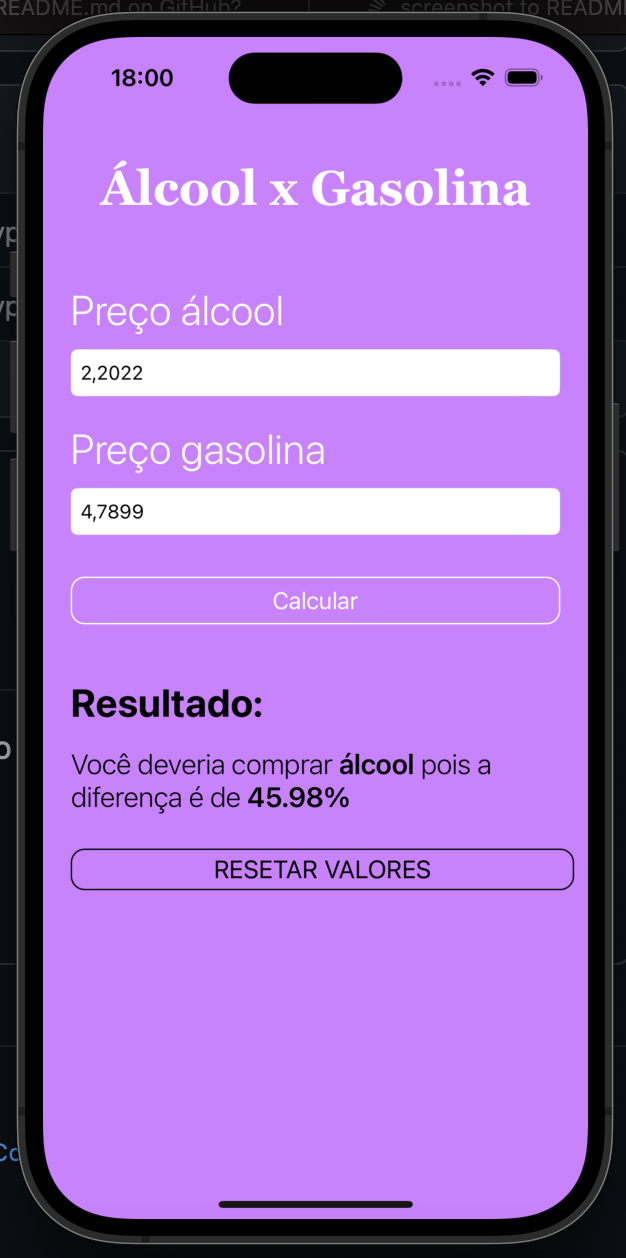 README.md on GitHub?
screenshot to README
18:00
Álcool x Gasolina
Preço álcool
2,2022
Preço gasolina
4,7899
Calcular
Resultado:
Você deveria comprar álcool pois a
diferença é de 45.98%
RESETAR VALORES